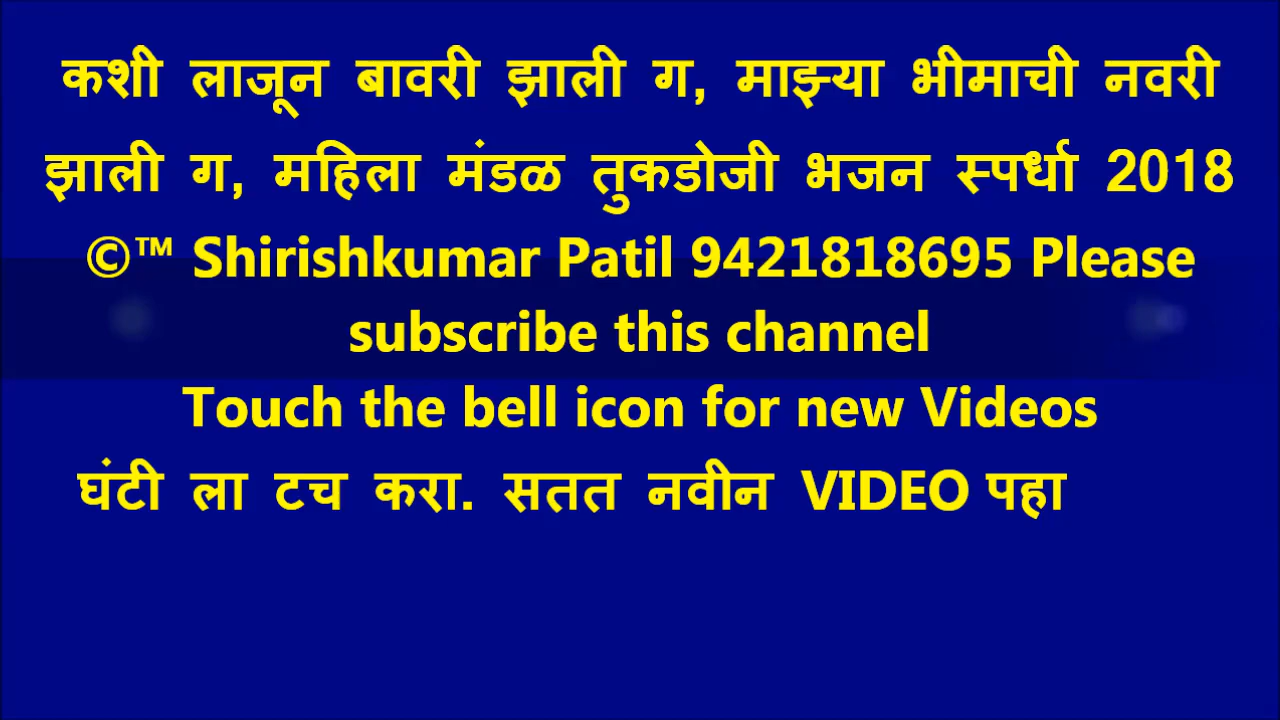 कशी लाजून बावरी झाली ग, माझ्या भीमाची नवरी
झाली ग, महिला मंडळ तुकडोजी भजन स्पर्धा 2018
©™ Shirishkumar Patil 9421818695 Please
subscribe this channel
Touch the bell icon for new Videos
घंटी ला टच करा. सतत नवीन VIDEO पहा